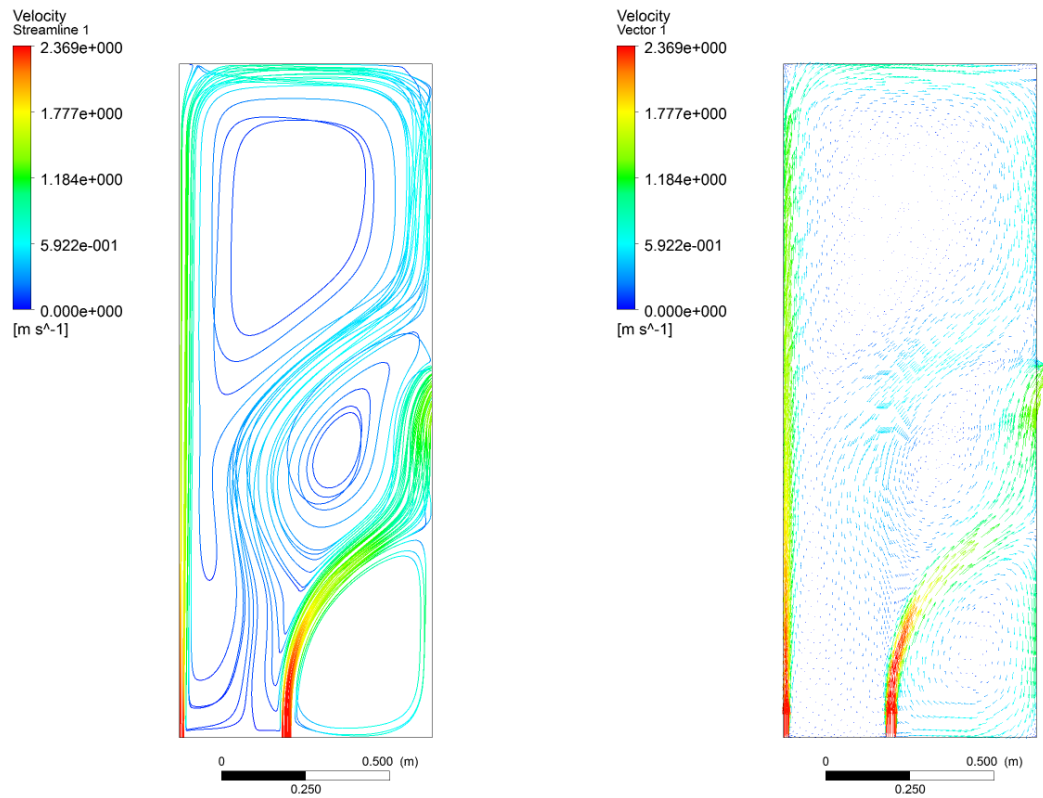 Velocity
Streamline 1
2.369e+000
1.777e+000
1.184e+000
5.922e-001
0.000e+000
[m s^-1]
0 0.500 (m)
0.250
Velocity
Vector 1
2.369e+000
1.777e+000
1.184e+000
5.922e-001
0.000e+000
[m s^-1]
0 0.500 (m)
0.250